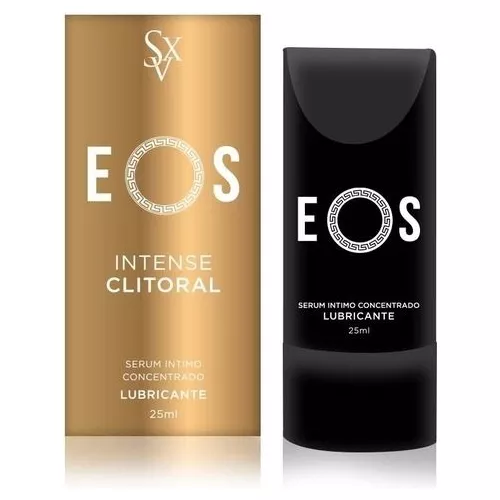 SXV
EOS
INTENSE
CLITORAL
SERUM INTIMO
CONCENTRADO
LUBRICANTE
25ml
EOS
SERUM INTIMO CONCENTRADO
LUBRICANTE
25ml